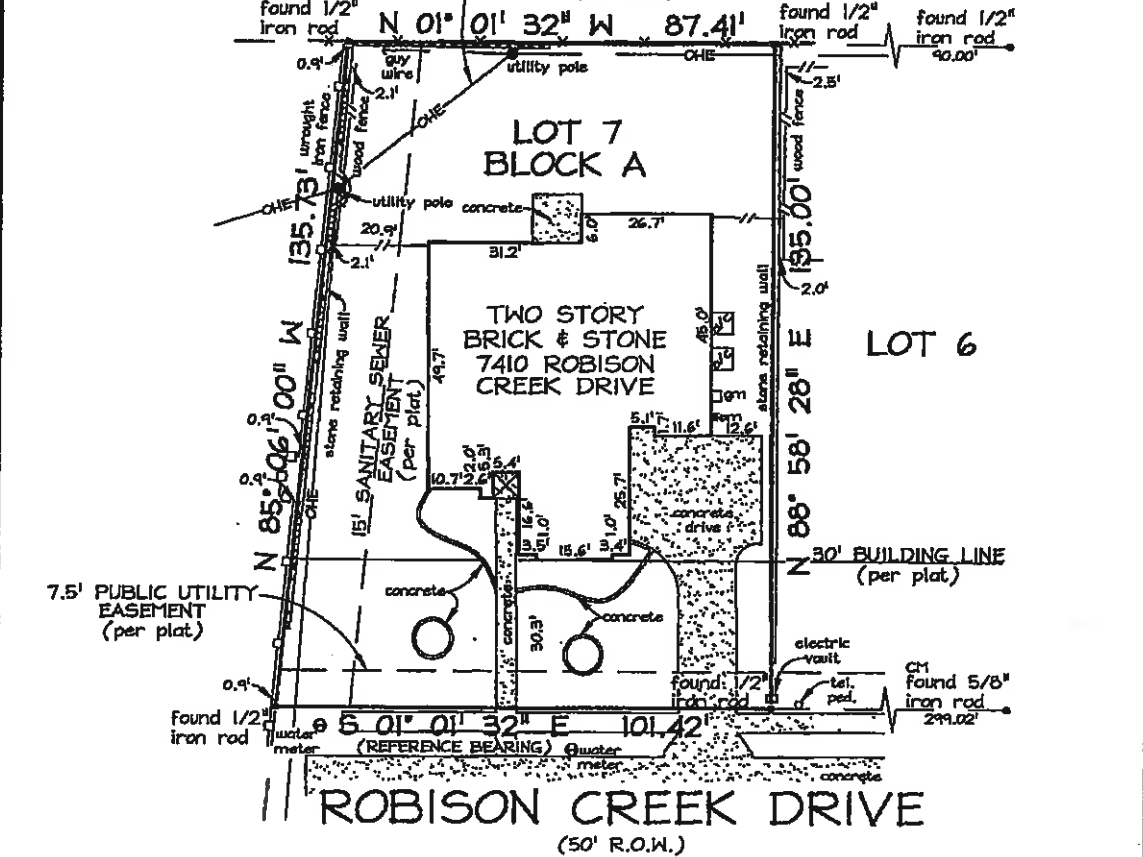 found 1/2"
iron rod
N 01° 01' 32" W 87.41'
found 1/2"
iron rod
found 1/2"
iron rod
90.00'
0.9'
guy
wire
utility pole
OHE
2.5'
2.1'
wrought
iron fence
wood fence
OHE
LOT 7
BLOCK A
wood fence
OHE
utility pole
concrete
6.0'
26.7'
20.9'
31.2'
2.1'
2.0'
N 85° 06' 00" W 135.73'
N 88° 58' 28" E 135.00'
stone retaining wall
stone retaining wall
TWO STORY
BRICK & STONE
7410 ROBISON
CREEK DRIVE
49.7'
45.0'
LOT 6
15' SANITARY SEWER
EASEMENT
(per plat)
gm
em
0.9'
0.9'
OHE
5.1'
11.6'
12.6'
10.7'
2.0'
2.6'
5.3'
5.4'
16.6'
1.0'
15.6'
1.0'
25.7'
concrete
drive
30' BUILDING LINE
(per plat)
7.5' PUBLIC UTILITY
EASEMENT
(per plat)
concrete
concrete
concrete
30.3'
electric
vault
tel.
ped.
CM
found 5/8"
iron rod
299.02'
0.9'
found 1/2"
iron rod
found 1/2"
iron rod
S 01° 01' 32" E 101.42'
(REFERENCE BEARING)
water
meter
water
meter
concrete
ROBISON CREEK DRIVE
(50' R.O.W.)